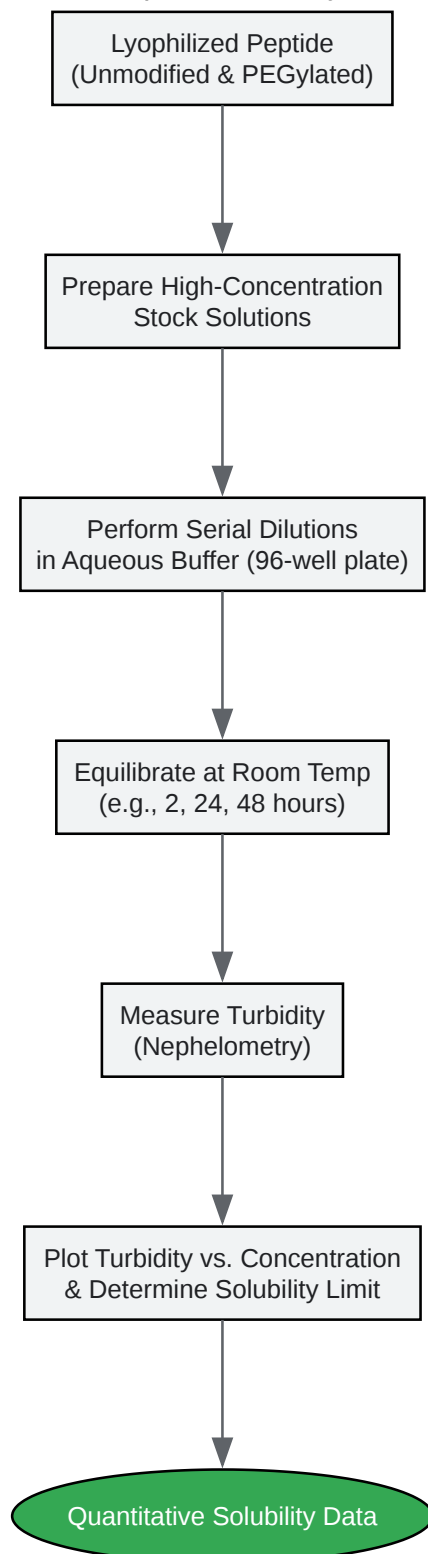 Lyophilized Peptide
(Unmodified & PEGylated)
Prepare High-Concentration
Stock Solutions
Perform Serial Dilutions
in Aqueous Buffer (96-well plate)
Equilibrate at Room Temp
(e.g., 2, 24, 48 hours)
Measure Turbidity
(Nephelometry)
Plot Turbidity vs. Concentration
& Determine Solubility Limit
Quantitative Solubility Data